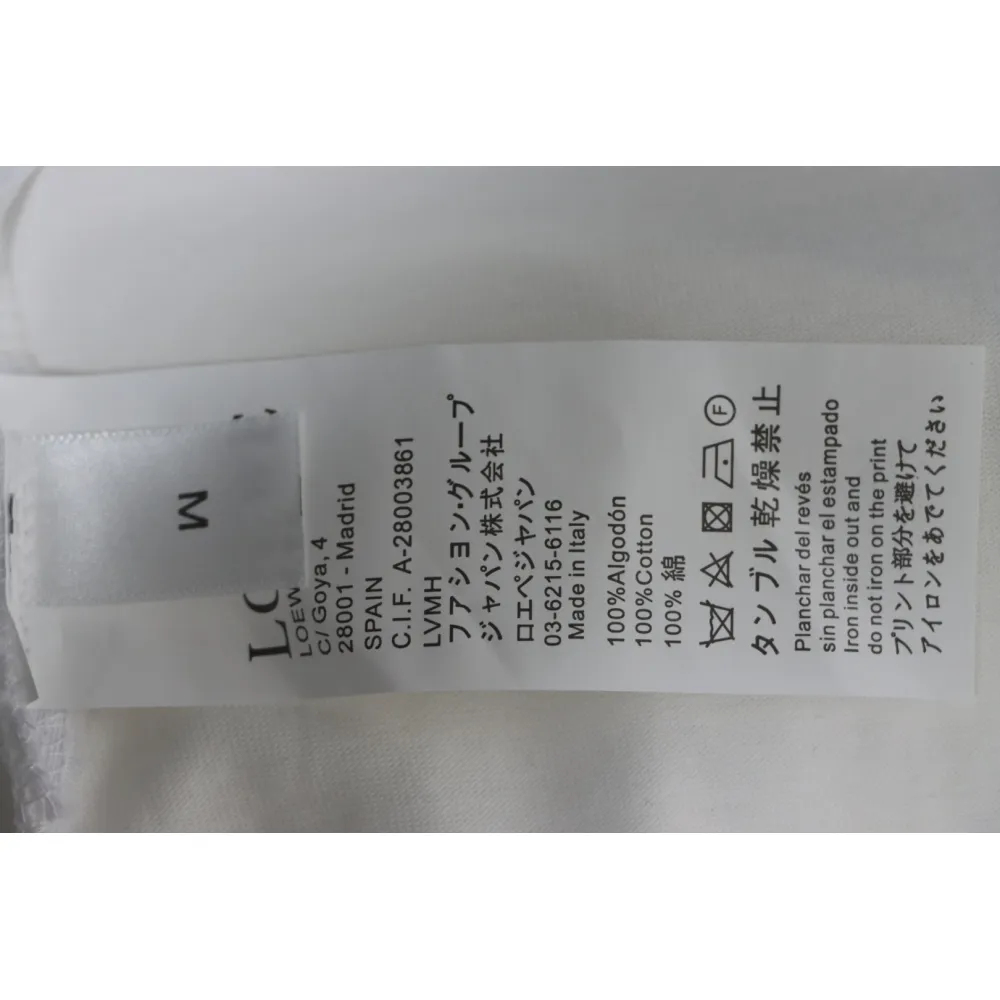 M
LO
LOEW
C/ Goya, 4
28001 - Madrid
SPAIN
C.I.F. A-28003861
LVMH
フアション·グループ
ジャパン株式会社
ロエペジャパン
03-6215-6116
Made in Italy
100%Algodón
100%Cotton
100% 綿
F
タンブル 乾燥禁止
Planchar del revés
sin planchar el estampado
Iron inside out and
do not iron on the print
プリント部分を避けて
アイロンをあでてください